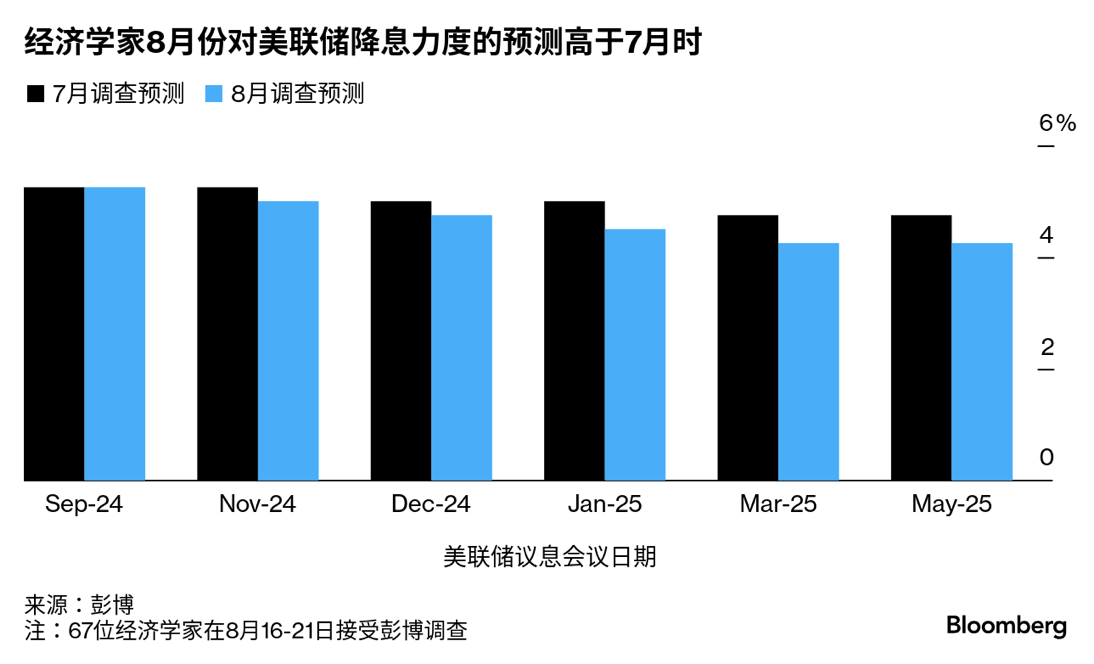 经济学家8月份对美联储降息力度的预测高于7月时
7月调查预测 8月调查预测
6%
4
2
0
Sep-24 Nov-24 Dec-24 Jan-25 Mar-25 May-25
美联储议息会议日期
来源：彭博
注：67位经济学家在8月16-21日接受彭博调查
Bloomberg